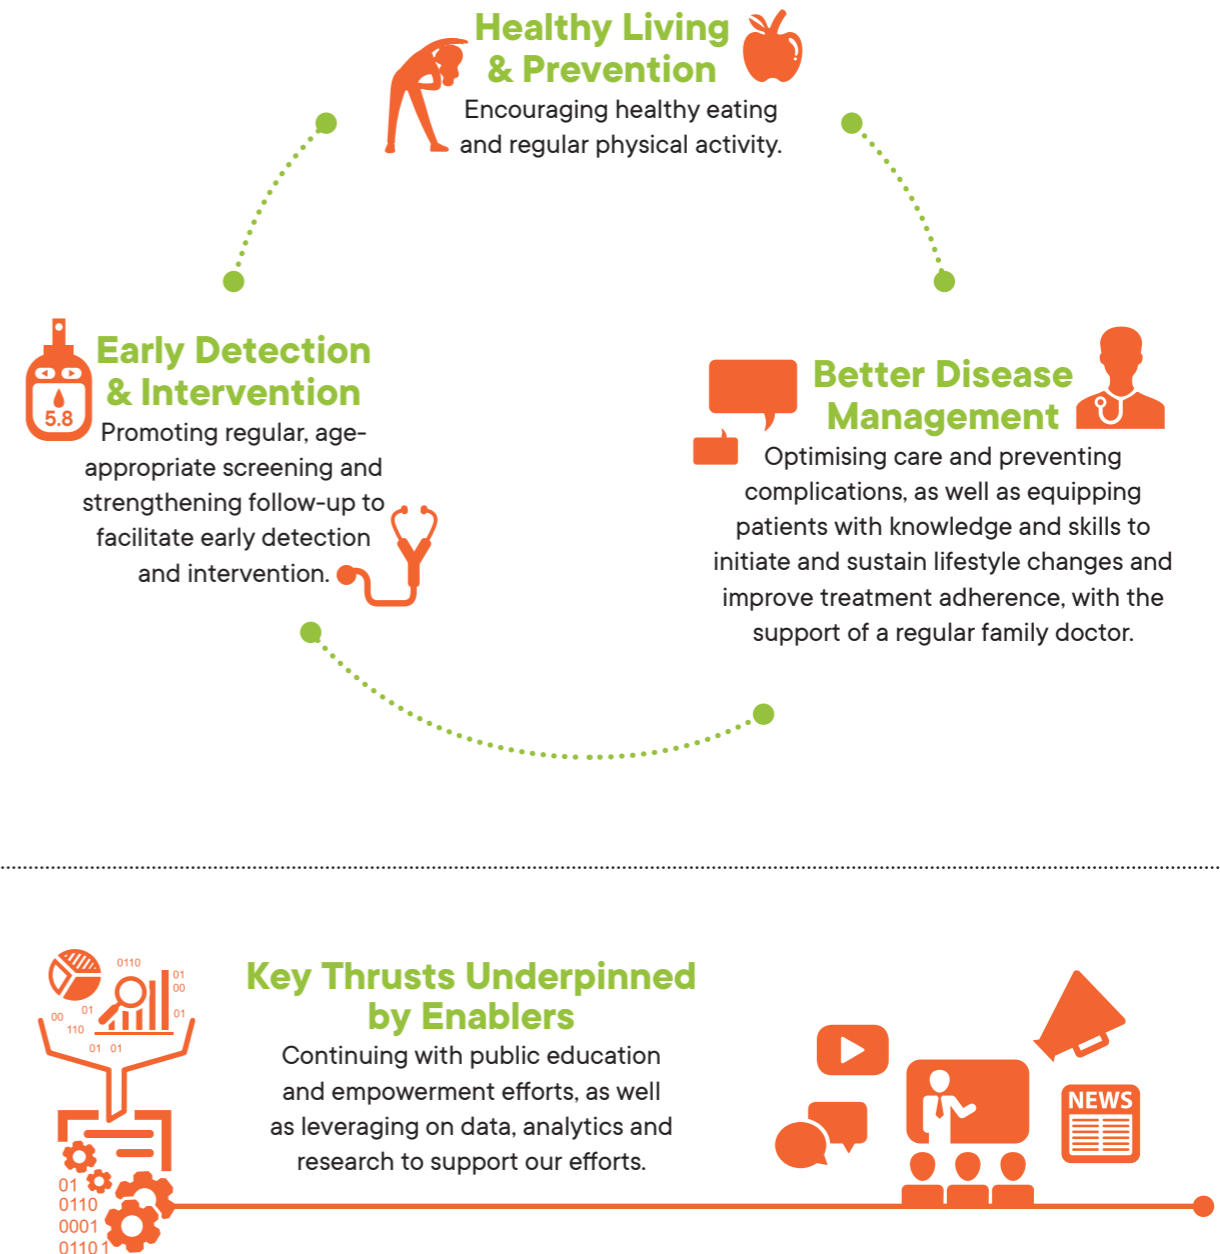 Healthy Living
& Prevention
Encouraging healthy eating
and regular physical activity.
Early Detection
& Intervention
5.8
Promoting regular, age-
appropriate screening and
strengthening follow-up to
facilitate early detection
and intervention.
Better Disease
Management
Optimising care and preventing
complications, as well as equipping
patients with knowledge and skills to
initiate and sustain lifestyle changes and
improve treatment adherence, with the
support of a regular family doctor.
0110
01
00
01
00
01
110
01 01
01
0110
0001
01101
Key Thrusts Underpinned
by Enablers
Continuing with public education
and empowerment efforts, as well
as leveraging on data, analytics and
research to support our efforts.
NEWS